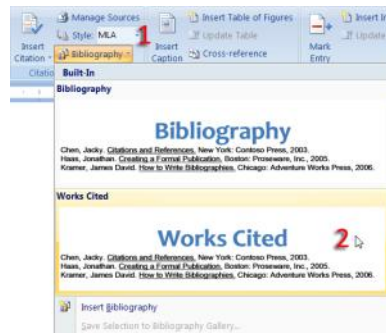 Manage Sources
Insert Table of Figures
Style: MLA
1
Update Table
Insert
Citation
Bibliography
Insert
Caption
Cross-reference
Mark
Entry
Insert I
Update
Citatio
Built-In
Bibliography
Bibliography
Chen, Jacky. Citations and References. New York: Contoso Press, 2003.
Haas, Jonathan. Creating a Formal Publication. Boston: Proseware, Inc., 2005.
Kramer, James David. How to Write Bibliographies. Chicago: Adventure Works Press, 2006.
Works Cited
Works Cited
2
Chen, Jacky. Citations and References. New York: Contoso Press, 2003.
Haas, Jonathan. Creating a Formal Publication. Boston: Proseware, Inc., 2005.
Kramer, James David. How to Write Bibliographies. Chicago: Adventure Works Press, 2006.
Insert Bibliography
Save Selection to Bibliography Gallery...